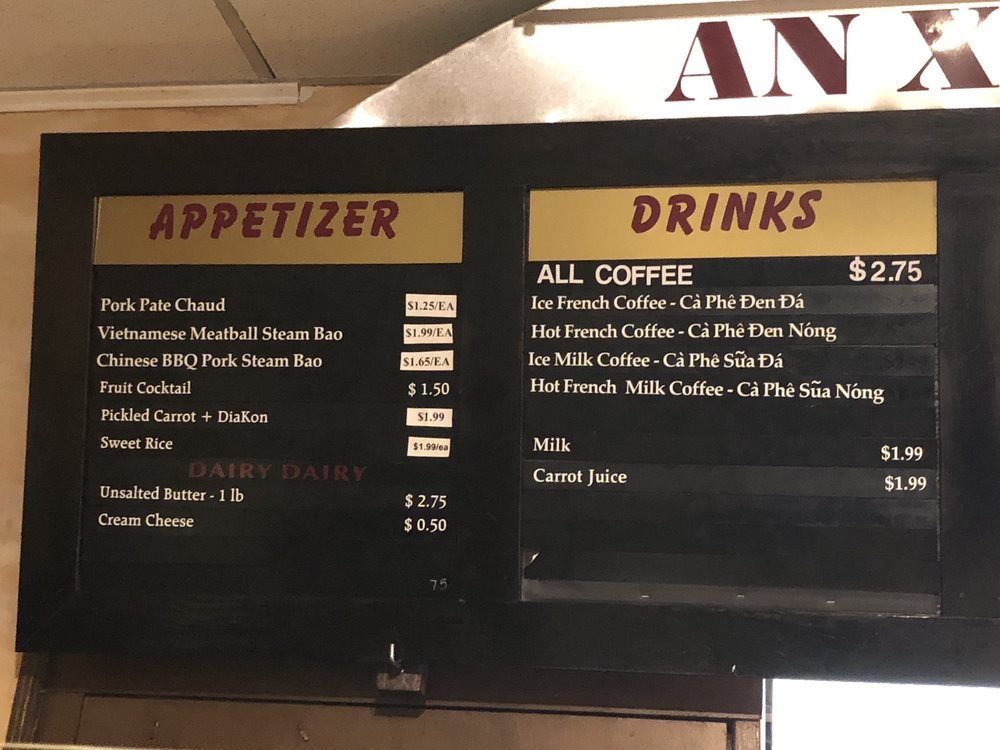 AN X
APPETIZER
Pork Pate Chaud $1.25/EA
Vietnamese Meatball Steam Bao $1.99/EA
Chinese BBQ Pork Steam Bao $1.65/EA
Fruit Cocktail $ 1.50
Pickled Carrot + DiaKon $1.99
Sweet Rice $1.99/ea
DAIRY DAIRY
Unsalted Butter - 1 lb $ 2.75
Cream Cheese $ 0.50
75
DRINKS
ALL COFFEE $ 2.75
Ice French Coffee - Cà Phê Đen Đá
Hot French Coffee - Cà Phê Đen Nóng
Ice Milk Coffee - Cà Phê Sữa Đá
Hot French Milk Coffee - Cà Phê Sũa Nóng
Milk $1.99
Carrot Juice $1.99